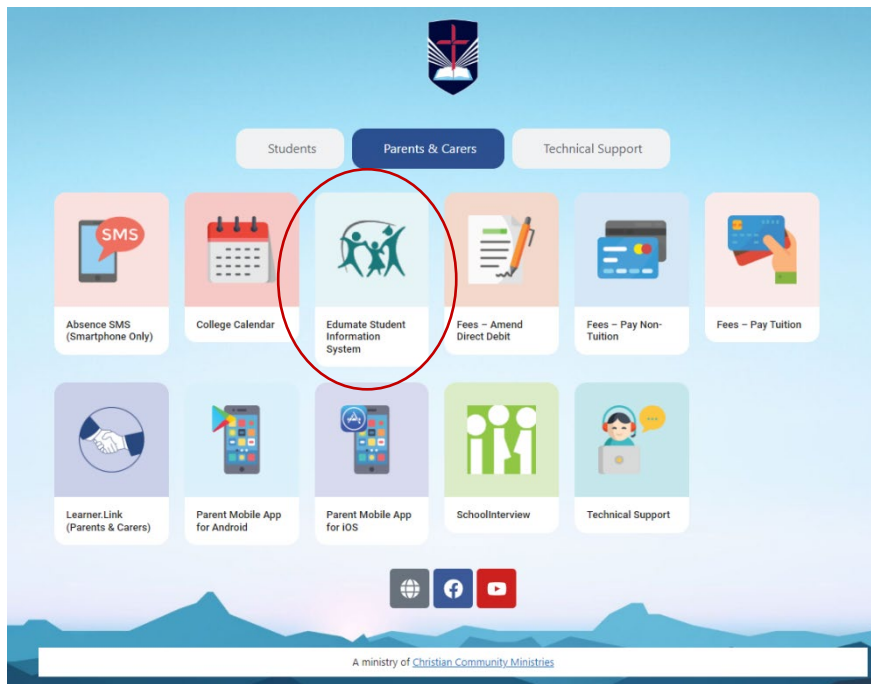 Students
Parents & Carers
Technical Support
SMS
Absence SMS
(Smartphone Only)
College Calendar
Edumate Student
Information
System
Fees – Amend
Direct Debit
Fees – Pay Non-
Tuition
Fees – Pay Tuition
Learner.Link
(Parents & Carers)
Parent Mobile App
for Android
Parent Mobile App
for iOS
SchoolInterview
Technical Support
A ministry of Christian Community Ministries